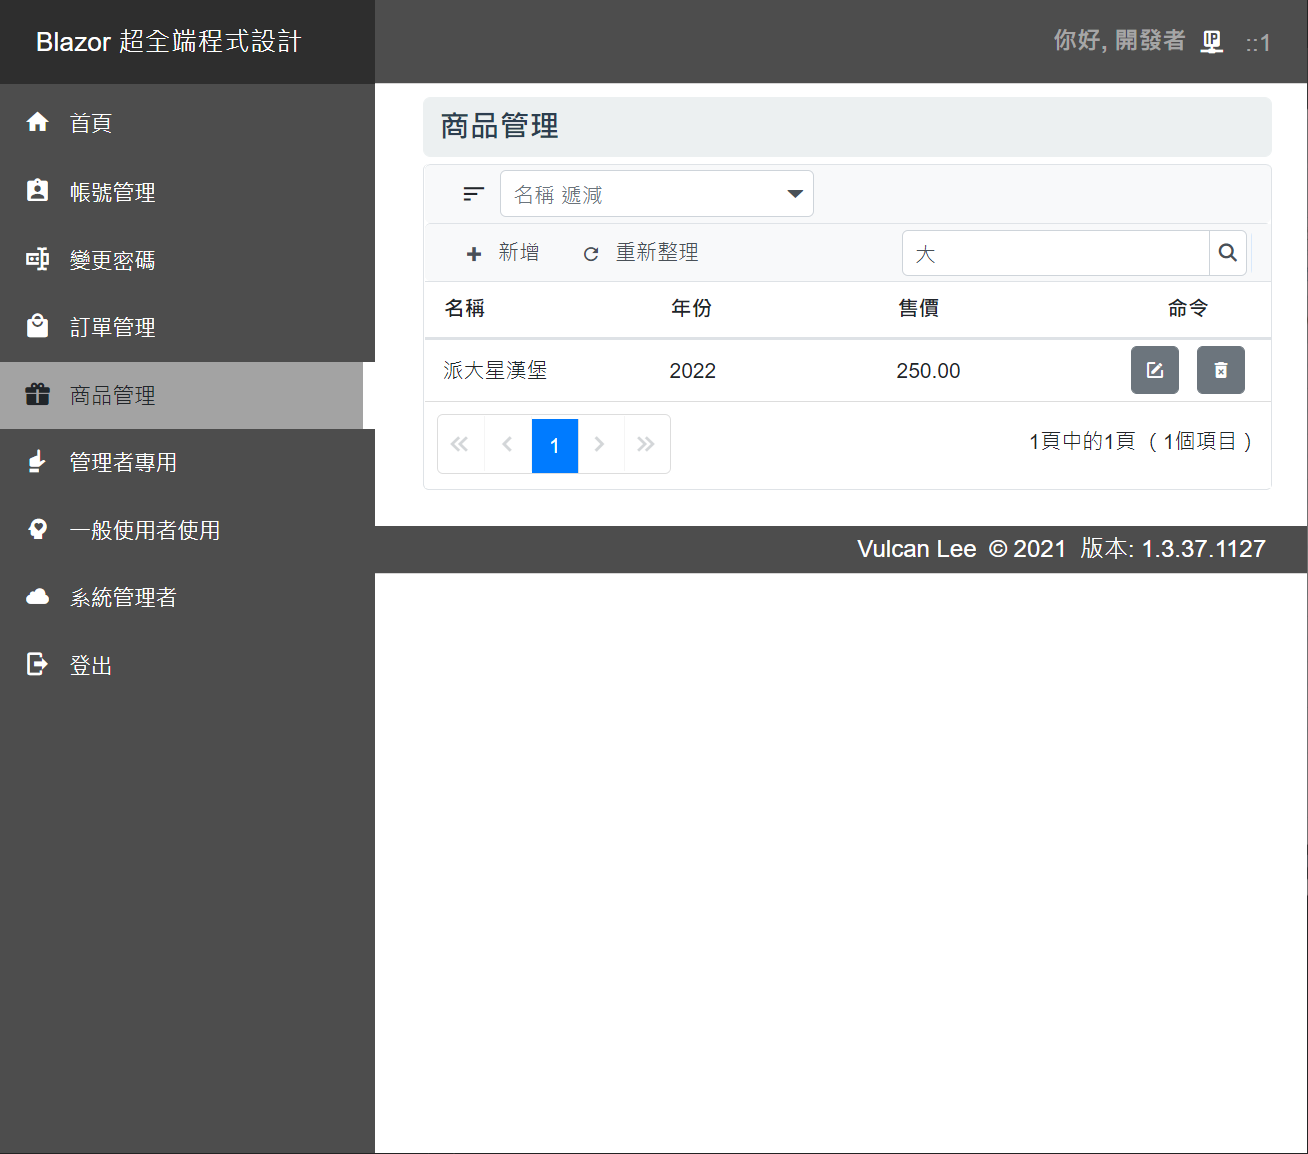 Blazor 超全端程式設計
你好, 開發者 IP ::1
首頁
帳號管理
變更密碼
訂單管理
商品管理
管理者專用
一般使用者使用
系統管理者
登出
商品管理
名稱 遞減
新增 重新整理 大
名稱 年份 售價 命令
派大星漢堡 2022 250.00
1 1頁中的1頁 ( 1個項目 )
Vulcan Lee © 2021 版本: 1.3.37.1127